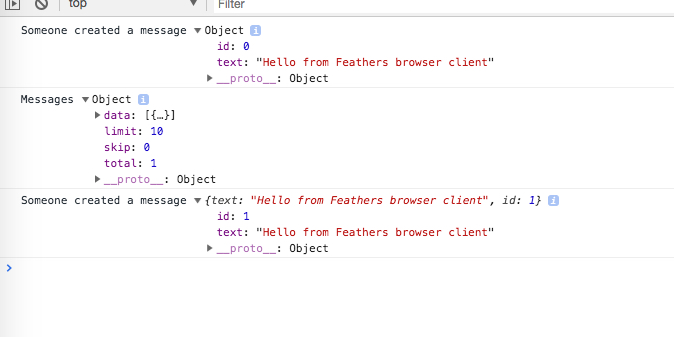 top Filter
Someone created a message Object i
id: 0
text: "Hello from Feathers browser client"
__proto__: Object
Messages Object i
data: [{…}]
limit: 10
skip: 0
total: 1
__proto__: Object
Someone created a message {text: "Hello from Feathers browser client", id: 1} i
id: 1
text: "Hello from Feathers browser client"
__proto__: Object